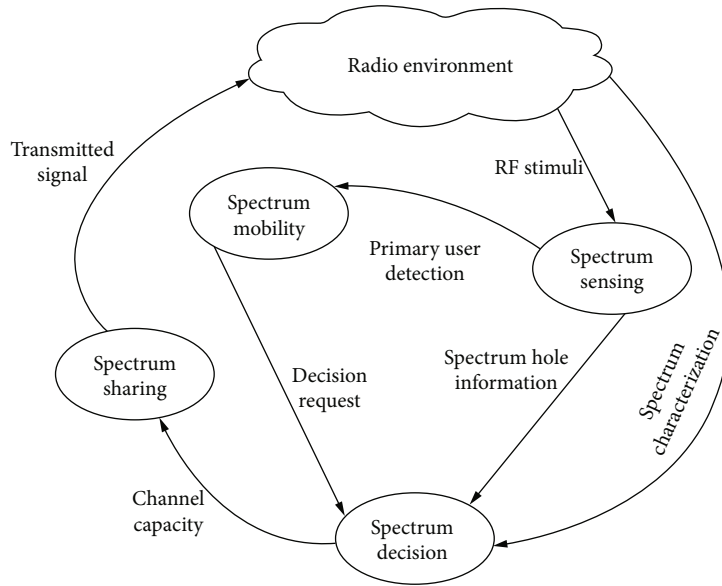 Radio environment
Transmitted
signal
RF stimuli
Spectrum
mobility
Primary user
detection
Spectrum
sensing
Spectrum
sharing
Decision
request
Spectrum hole
information
Spectrum
characterization
Channel
capacity
Spectrum
decision